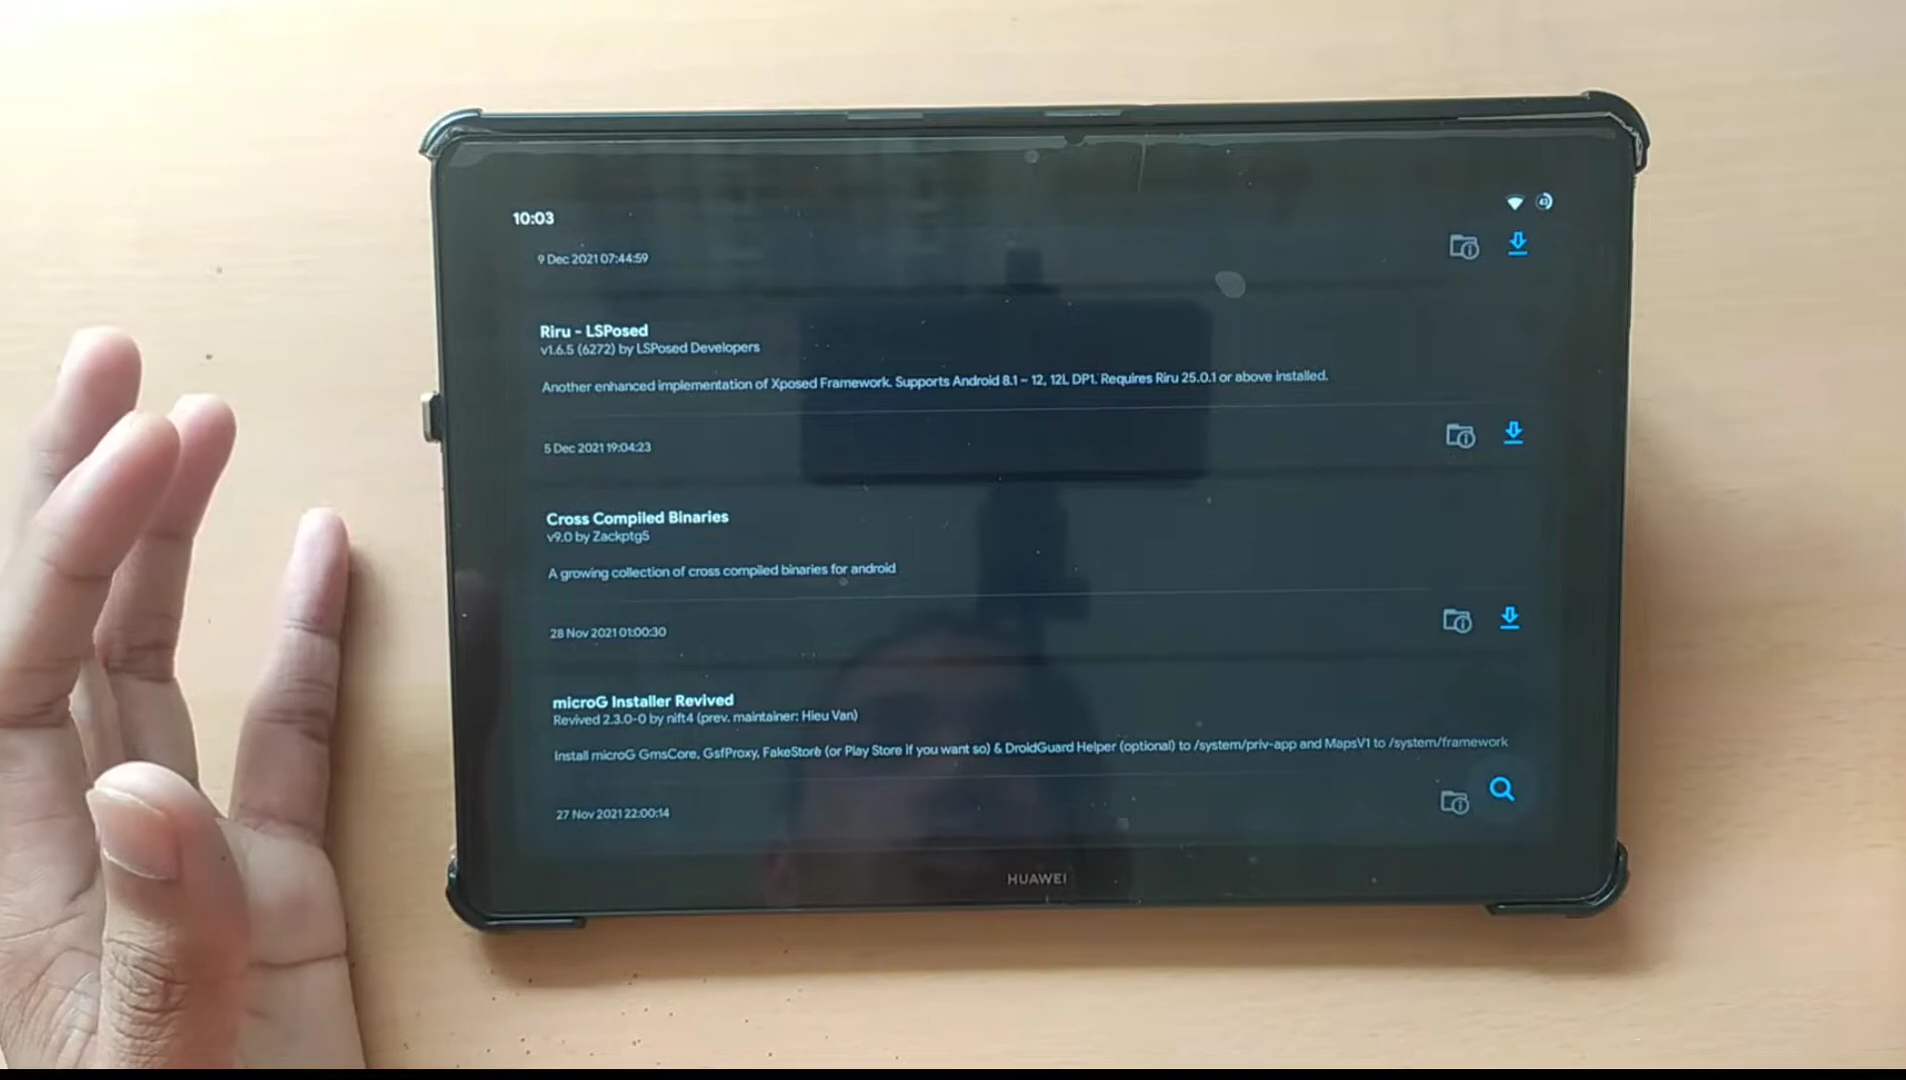 10:03
43
9 Dec 2021 07:44:59
Riru - LSPosed
v1.6.5 (6272) by LSPosed Developers
Another enhanced implementation of Xposed Framework. Supports Android 8.1 – 12, 12L DP1. Requires Riru 25.0.1 or above installed.
5 Dec 2021 19:04:23
Cross Compiled Binaries
v9.0 by Zackptg5
A growing collection of cross compiled binaries for android
28 Nov 2021 01:00:30
microG Installer Revived
Revived 2.3.0-0 by nift4 (prev. maintainer: Hieu Van)
Install microG GmsCore, GsfProxy, FakeStore (or Play Store if you want so) & DroidGuard Helper (optional) to /system/priv-app and MapsV1 to /system/framework
27 Nov 2021 22:00:14
HUAWEI